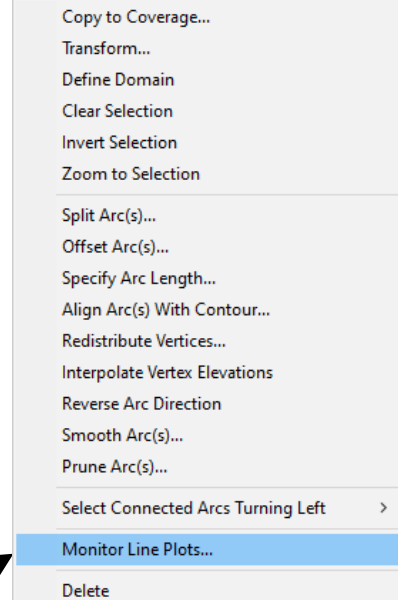 Copy to Coverage...
Transform...
Define Domain
Clear Selection
Invert Selection
Zoom to Selection
Split Arc(s)...
Offset Arc(s)...
Specify Arc Length...
Align Arc(s) With Contour...
Redistribute Vertices...
Interpolate Vertex Elevations
Reverse Arc Direction
Smooth Arc(s)...
Prune Arc(s)...
Select Connected Arcs Turning Left
Monitor Line Plots...
Delete